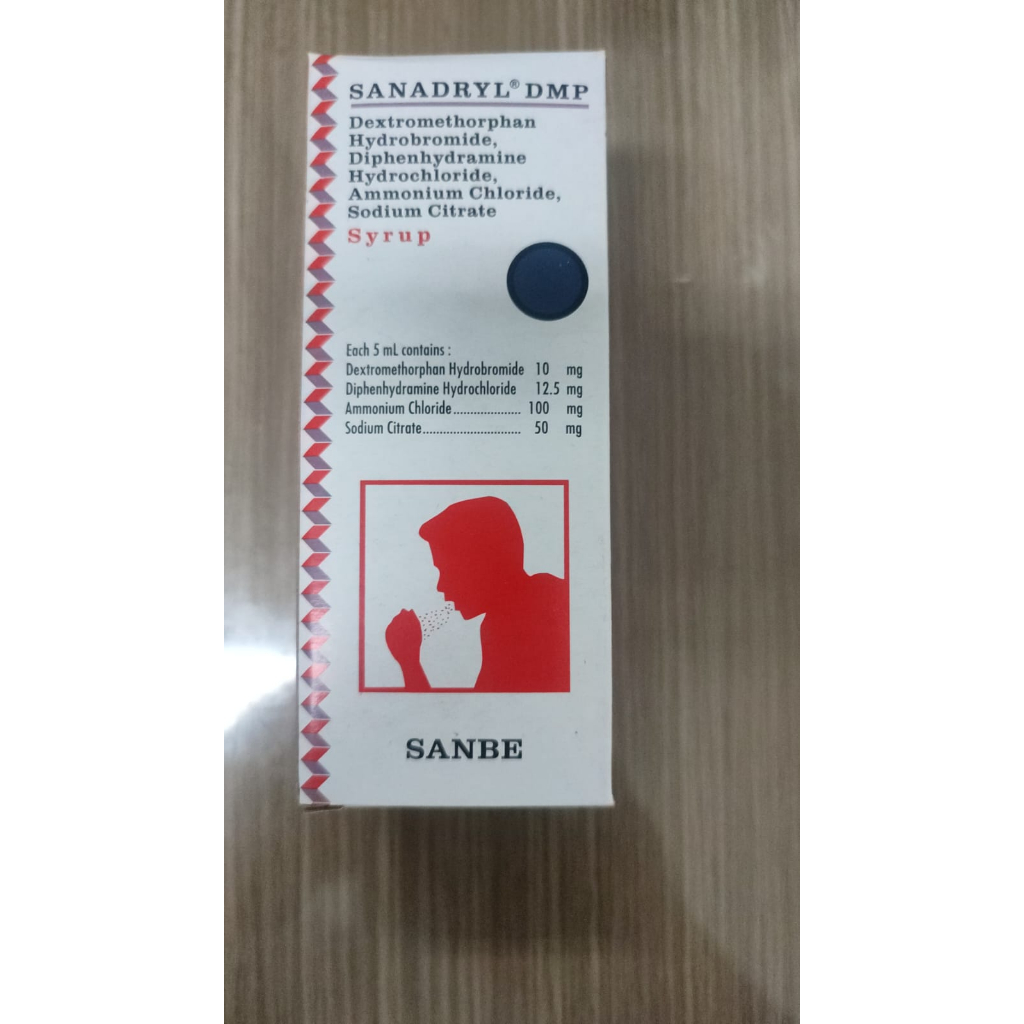 SANADRYL® DMP
Dextromethorphan
Hydrobromide,
Diphenhydramine
Hydrochloride,
Ammonium Chloride,
Sodium Citrate
Syrup
Each 5 mL contains :
Dextromethorphan Hydrobromide 10 mg
Diphenhydramine Hydrochloride 12.5 mg
Ammonium Chloride.................... 100 mg
Sodium Citrate............................. 50 mg
SANBE